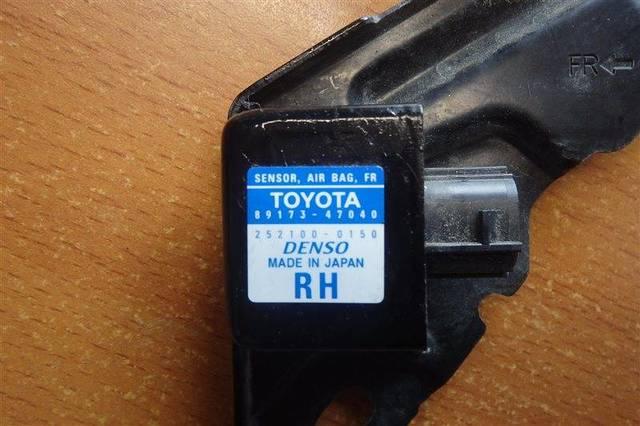 SENSOR, AIR BAG, FR
TOYOTA
89173-47040
252100-0150
DENSO
MADE IN JAPAN
RH
FR←